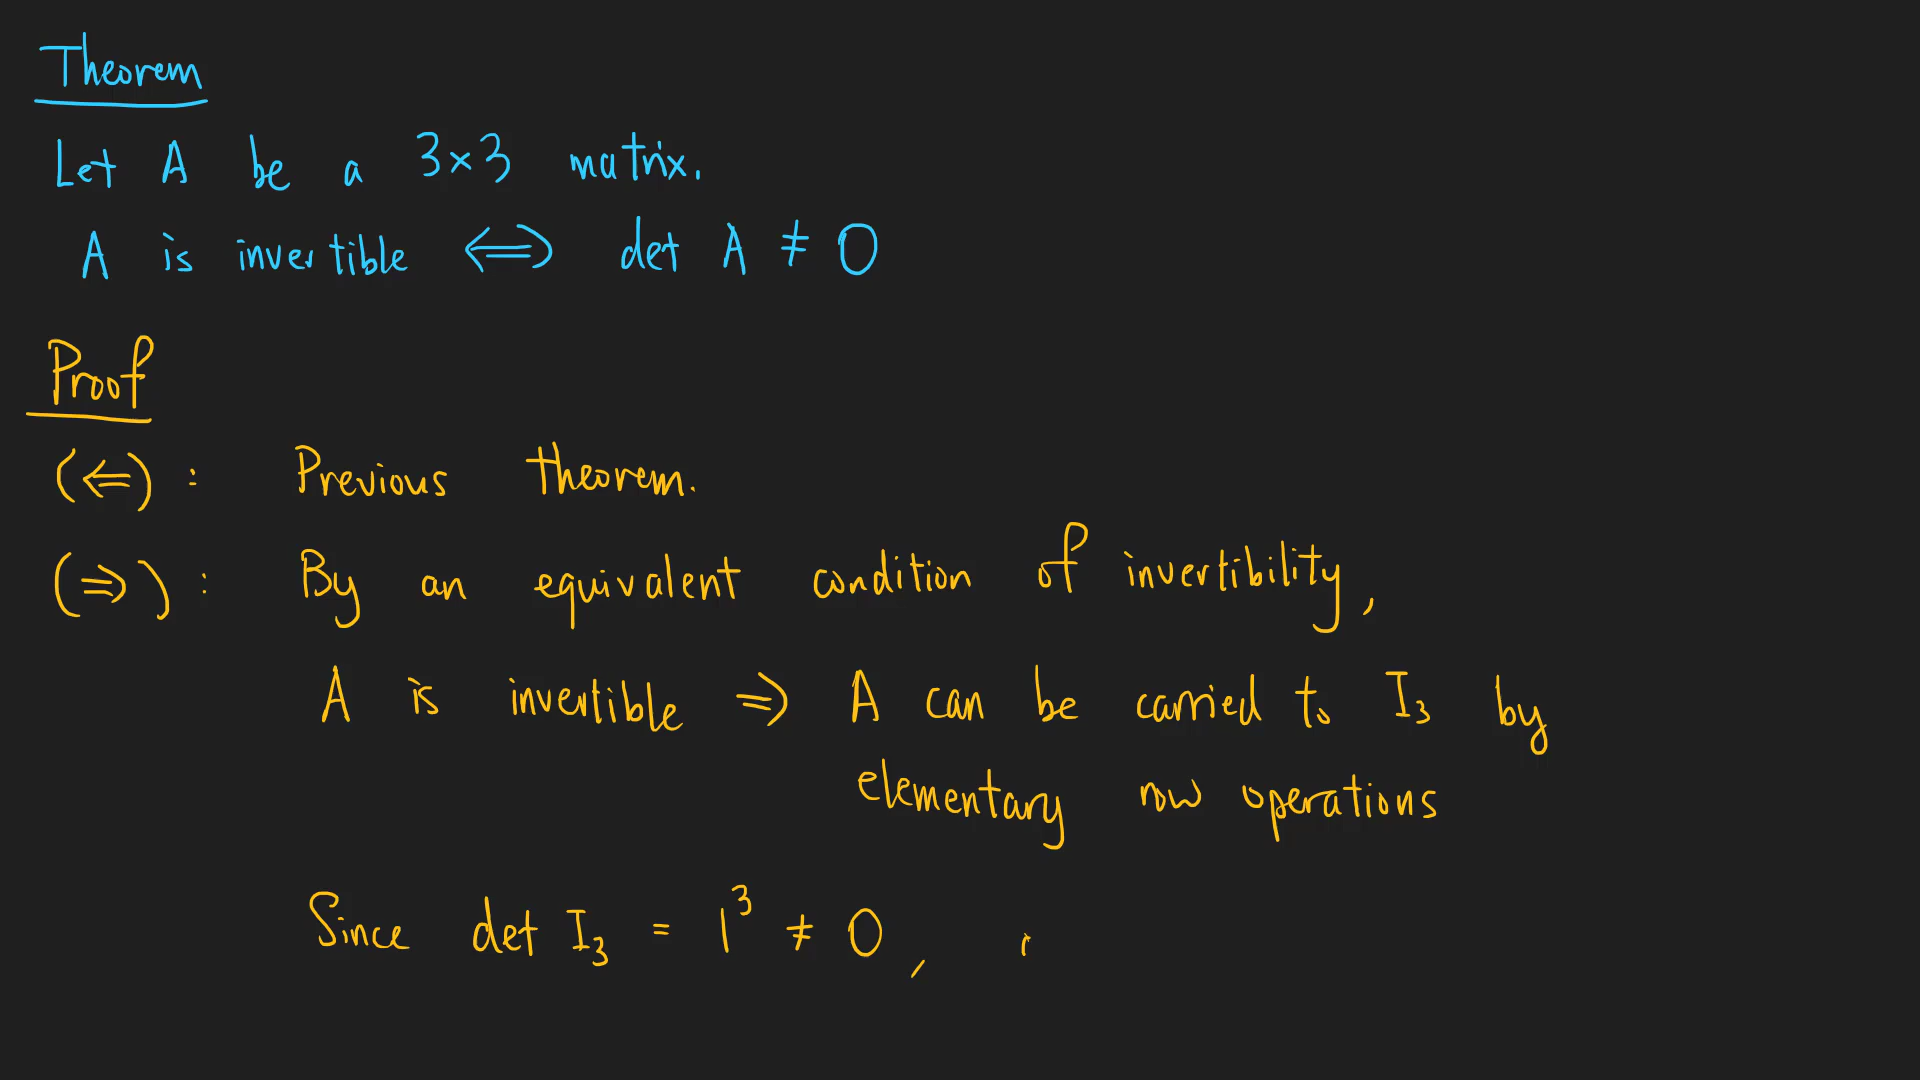 Theorem
Let A be a 3×3 matrix.
A is invertible ⟺ det A ≠ 0
Proof
(⇐) : Previous theorem.
(⇒) : By an equivalent condition of invertibility,
A is invertible ⇒ A can be carried to I₃ by
elementary row operations
Since det I₃ = 1³ ≠ 0,